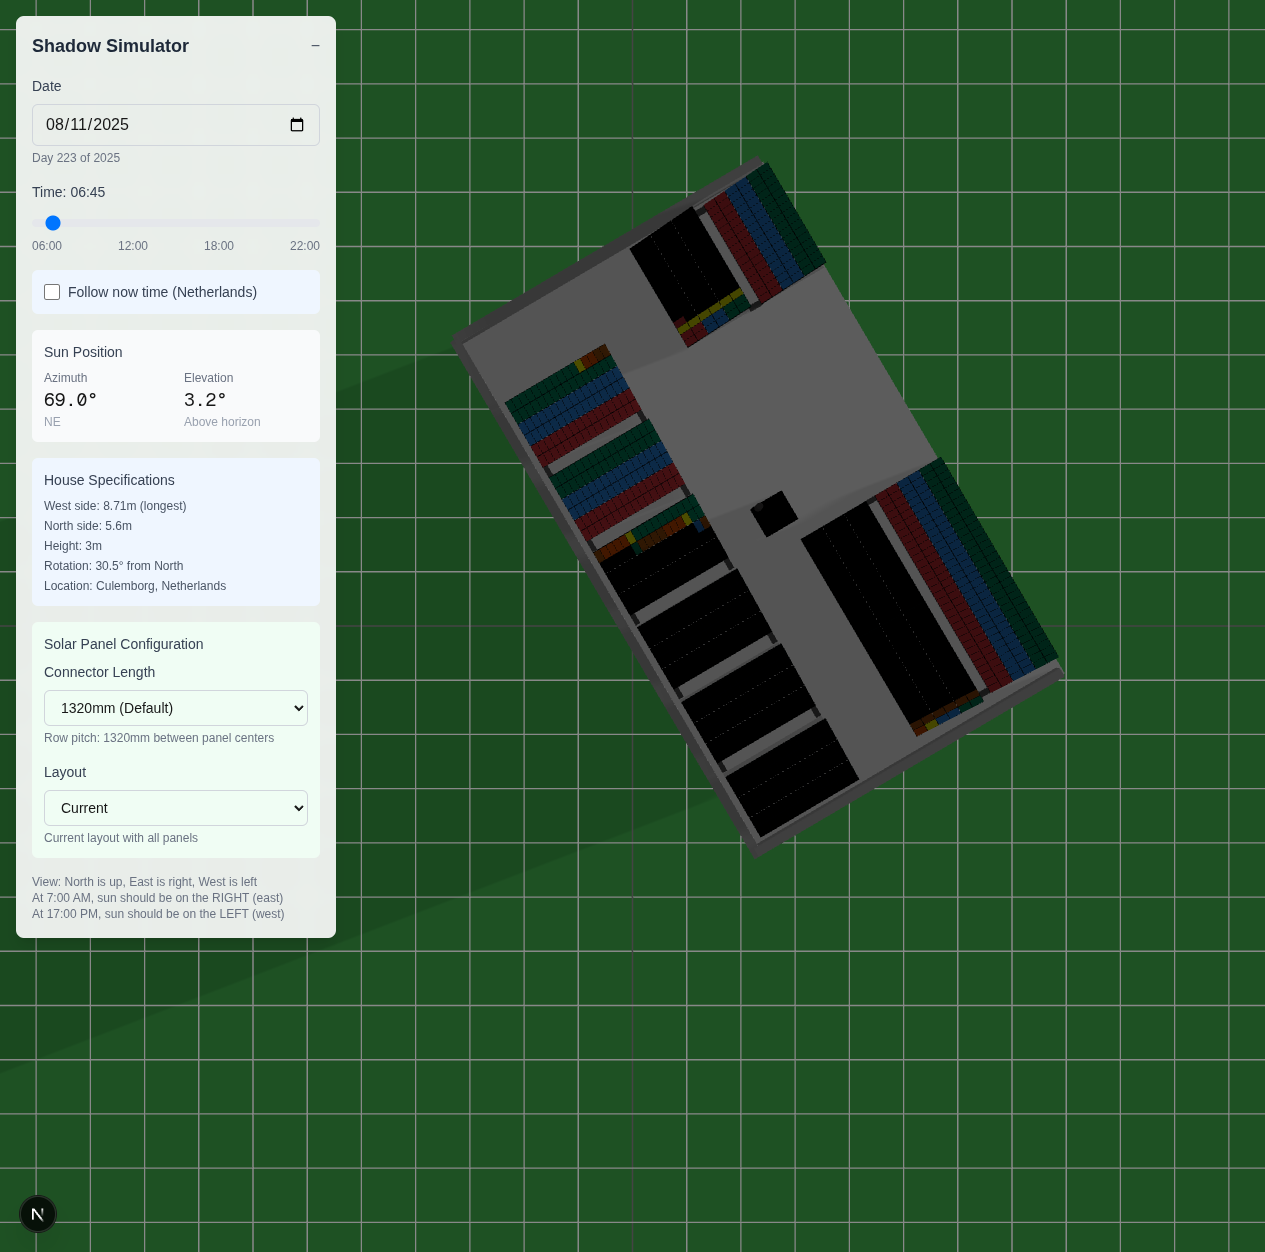 Shadow Simulator
−
Date
08/11/2025
Day 223 of 2025
Time: 06:45
06:00 12:00 18:00 22:00
Follow now time (Netherlands)
Sun Position
Azimuth Elevation
69.0° 3.2°
NE Above horizon
House Specifications
West side: 8.71m (longest)
North side: 5.6m
Height: 3m
Rotation: 30.5° from North
Location: Culemborg, Netherlands
Solar Panel Configuration
Connector Length
1320mm (Default)
Row pitch: 1320mm between panel centers
Layout
Current
Current layout with all panels
View: North is up, East is right, West is left
At 7:00 AM, sun should be on the RIGHT (east)
At 17:00 PM, sun should be on the LEFT (west)
N